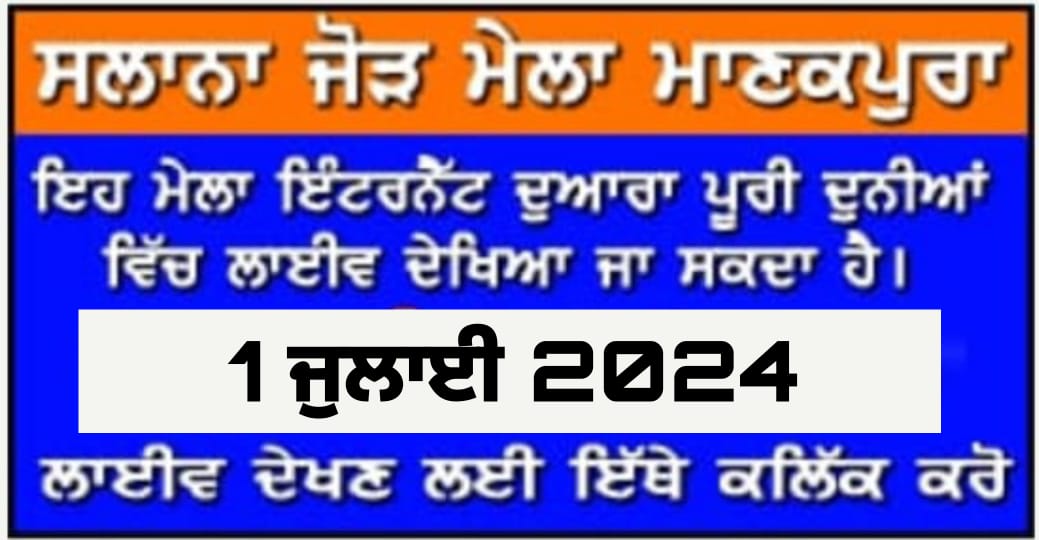 ਸਲਾਨਾ ਜੋੜ ਮੇਲਾ ਮਾਣਕਪੁਰਾ
ਇਹ ਮੇਲਾ ਇੰਟਰਨੈੱਟ ਦੁਆਰਾ ਪੂਰੀ ਦੁਨੀਆਂ
ਵਿੱਚ ਲਾਈਵ ਦੇਖਿਆ ਜਾ ਸਕਦਾ ਹੈ।
1 ਜੁਲਾਈ 2024
ਲਾਈਵ ਦੇਖਣ ਲਈ ਇੱਥੇ ਕਲਿੱਕ ਕਰੋ